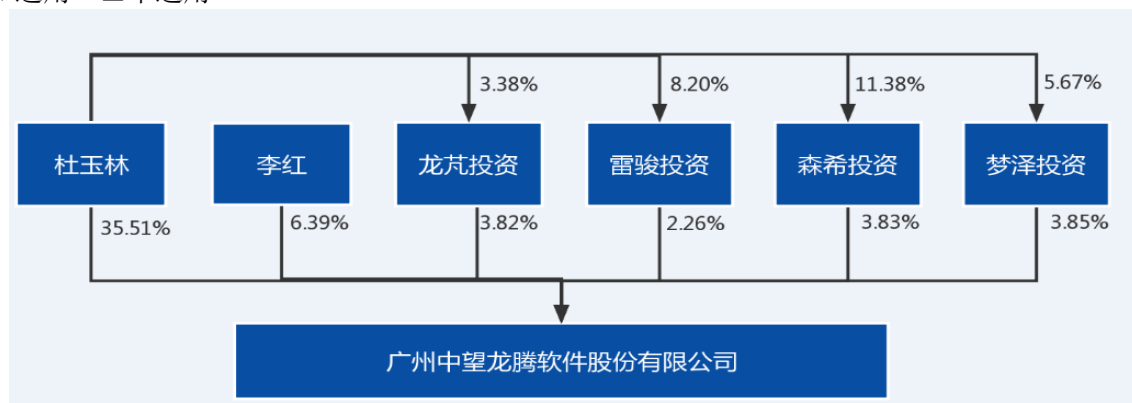 3.38%
8.20%
11.38%
5.67%
杜玉林
李红
龙芃投资
雷骏投资
森希投资
梦泽投资
35.51%
6.39%
3.82%
2.26%
3.83%
3.85%
广州中望龙腾软件股份有限公司